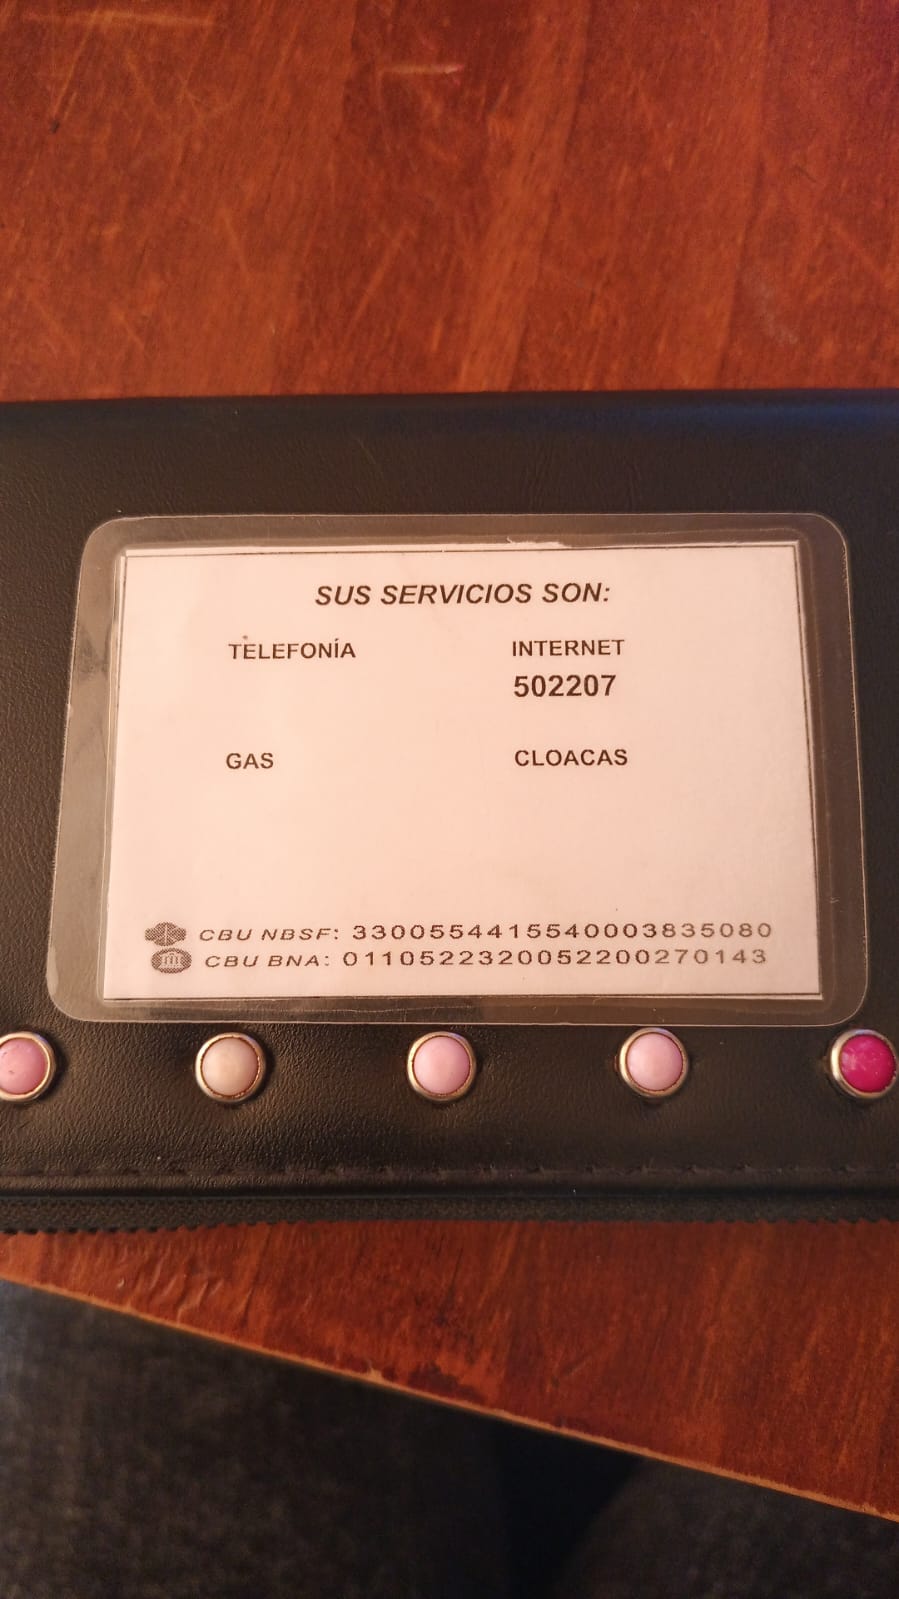 SUS SERVICIOS SON:
TELEFONÍA INTERNET
502207
GAS CLOACAS
CBU NBSF: 3300554415540003835080
CBU BNA: 0110522320052200270143